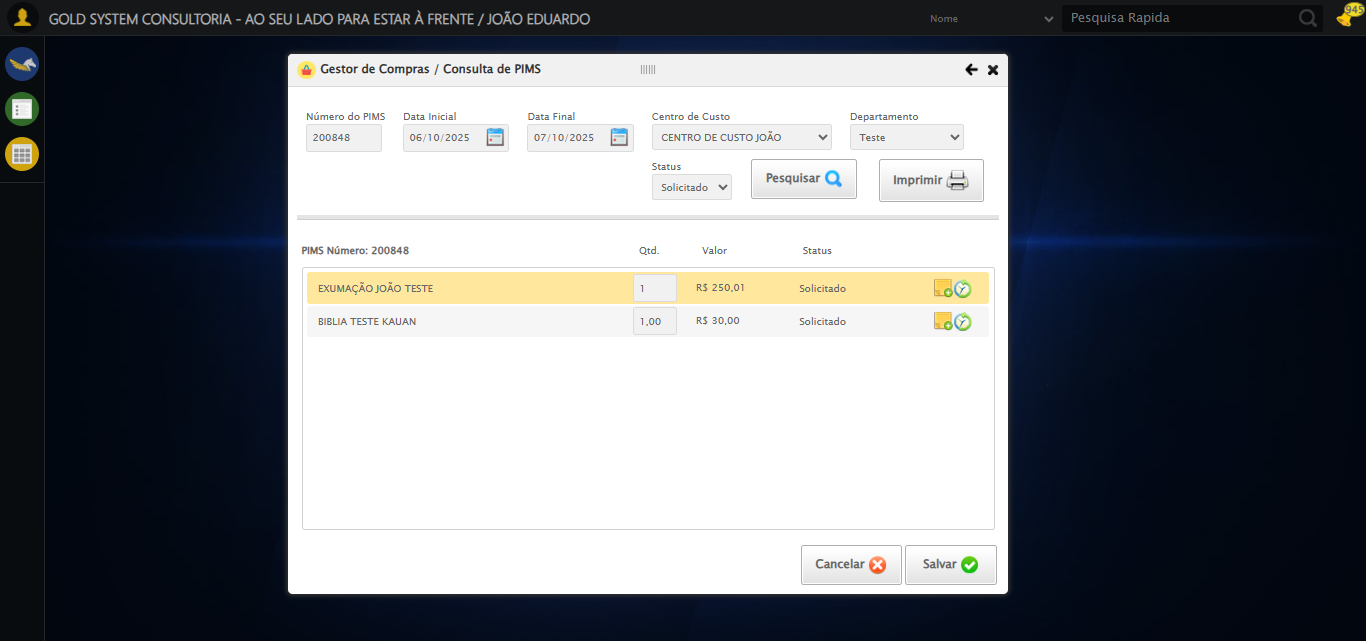 GOLD SYSTEM CONSULTORIA - AO SEU LADO PARA ESTAR À FRENTE / JOÃO EDUARDO
Nome
Pesquisa Rapida
945
Gestor de Compras / Consulta de PIMS
Número do PIMS Data Inicial Data Final Centro de Custo Departamento
200848 06/10/2025 07/10/2025 CENTRO DE CUSTO JOÃO Teste
Status
Solicitado Pesquisar Imprimir
PIMS Número: 200848 Qtd. Valor Status
EXUMAÇÃO JOÃO TESTE 1 R$ 250,01 Solicitado
BIBLIA TESTE KAUAN 1,00 R$ 30,00 Solicitado
Cancelar Salvar